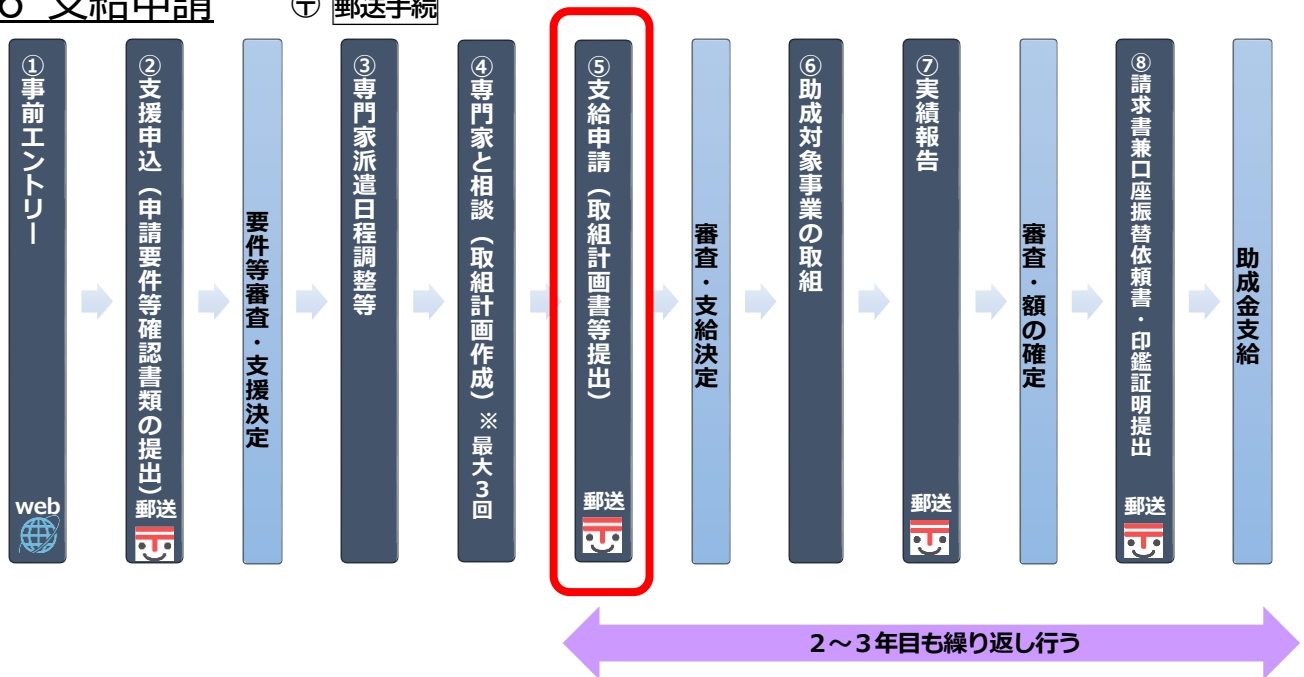 6 支給申請 〒 郵送手続
①事前エントリー
web
②支援申込（申請要件等確認書類の提出）
郵送
要件等審査・支援決定
③専門家派遣日程調整等
④専門家と相談（取組計画作成）※最大3回
⑤支給申請（取組計画書等提出）
郵送
審査・支給決定
⑥助成対象事業の取組
⑦実績報告
郵送
審査・額の確定
⑧請求書兼口座振替依頼書・印鑑証明提出
郵送
助成金支給
2～3年目も繰り返し行う